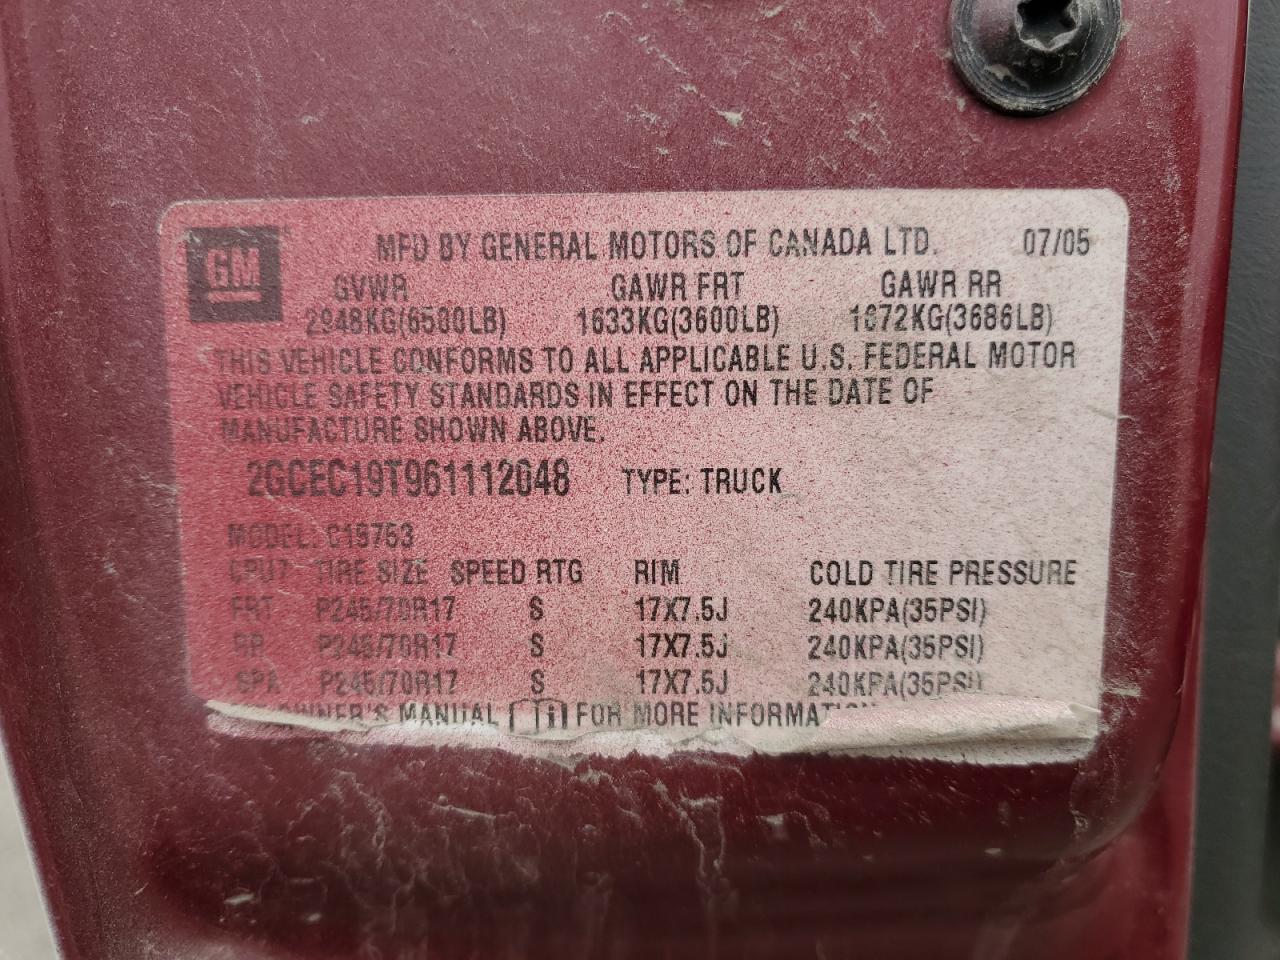 GM
MFD BY GENERAL MOTORS OF CANADA LTD. 07/05
GVWR GAWR FRT GAWR RR
2948KG(6500LB) 1633KG(3600LB) 1672KG(3686LB)
THIS VEHICLE CONFORMS TO ALL APPLICABLE U.S. FEDERAL MOTOR
VEHICLE SAFETY STANDARDS IN EFFECT ON THE DATE OF
MANUFACTURE SHOWN ABOVE.
2GCEC19T961112048 TYPE: TRUCK
MODEL: C19753
TIRE SIZE SPEED RTG RIM COLD TIRE PRESSURE
FRT P245/70R17 S 17X7.5J 240KPA(35PSI)
RR P245/70R17 S 17X7.5J 240KPA(35PSI)
SPA P245/70R17 S 17X7.5J 240KPA(35PSI)
OWNER'S MANUAL FOR MORE INFORMATION